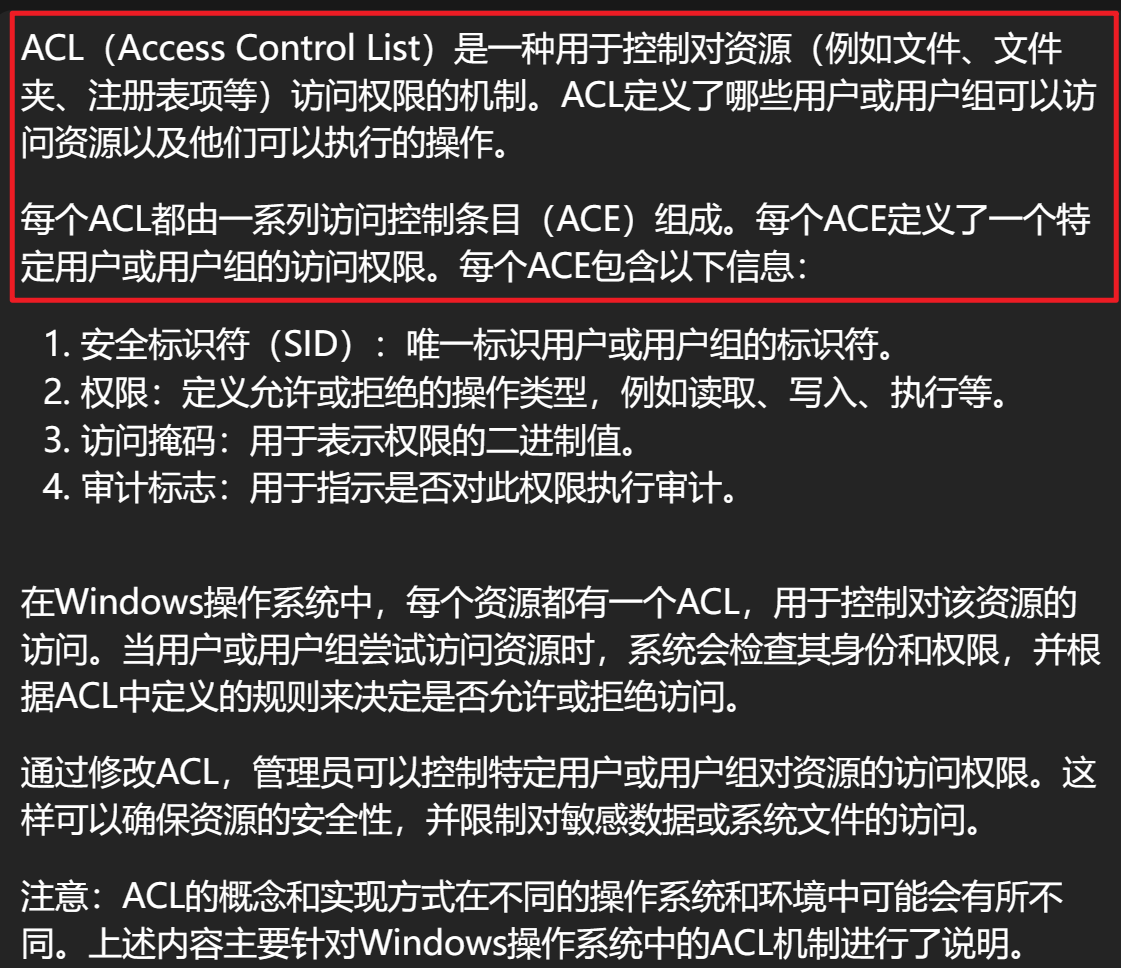 ACL（Access Control List）是一种用于控制对资源（例如文件、文件
夹、注册表项等）访问权限的机制。ACL定义了哪些用户或用户组可以访
问资源以及他们可以执行的操作。
每个ACL都由一系列访问控制条目（ACE）组成。每个ACE定义了一个特
定用户或用户组的访问权限。每个ACE包含以下信息：
1. 安全标识符（SID）：唯一标识用户或用户组的标识符。
2. 权限：定义允许或拒绝的操作类型，例如读取、写入、执行等。
3. 访问掩码：用于表示权限的二进制值。
4. 审计标志：用于指示是否对此权限执行审计。
在Windows操作系统中，每个资源都有一个ACL，用于控制对该资源的
访问。当用户或用户组尝试访问资源时，系统会检查其身份和权限，并根
据ACL中定义的规则来决定是否允许或拒绝访问。
通过修改ACL，管理员可以控制特定用户或用户组对资源的访问权限。这
样可以确保资源的安全性，并限制对敏感数据或系统文件的访问。
注意：ACL的概念和实现方式在不同的操作系统和环境中可能会有所不
同。上述内容主要针对Windows操作系统中的ACL机制进行了说明。